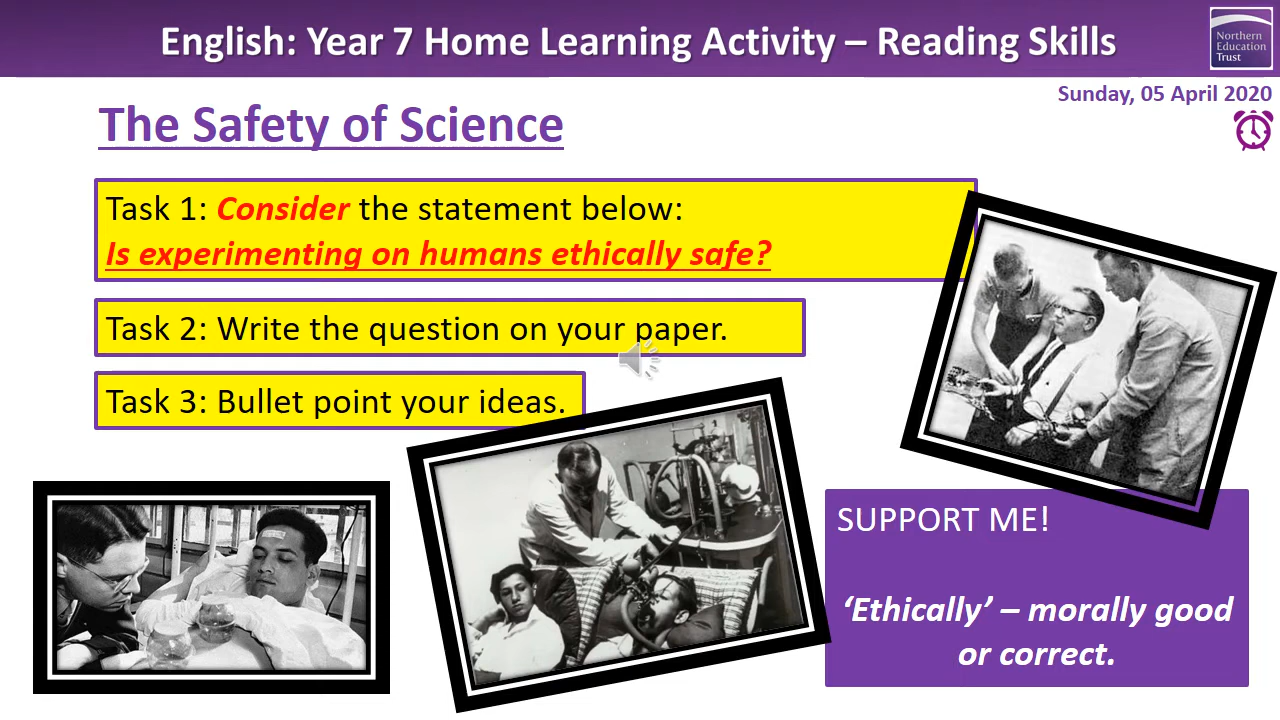 English: Year 7 Home Learning Activity – Reading Skills
Northern
Education
Trust
Sunday, 05 April 2020
The Safety of Science
Task 1: Consider the statement below:
Is experimenting on humans ethically safe?
Task 2: Write the question on your paper.
Task 3: Bullet point your ideas.
SUPPORT ME!
‘Ethically’ – morally good
or correct.